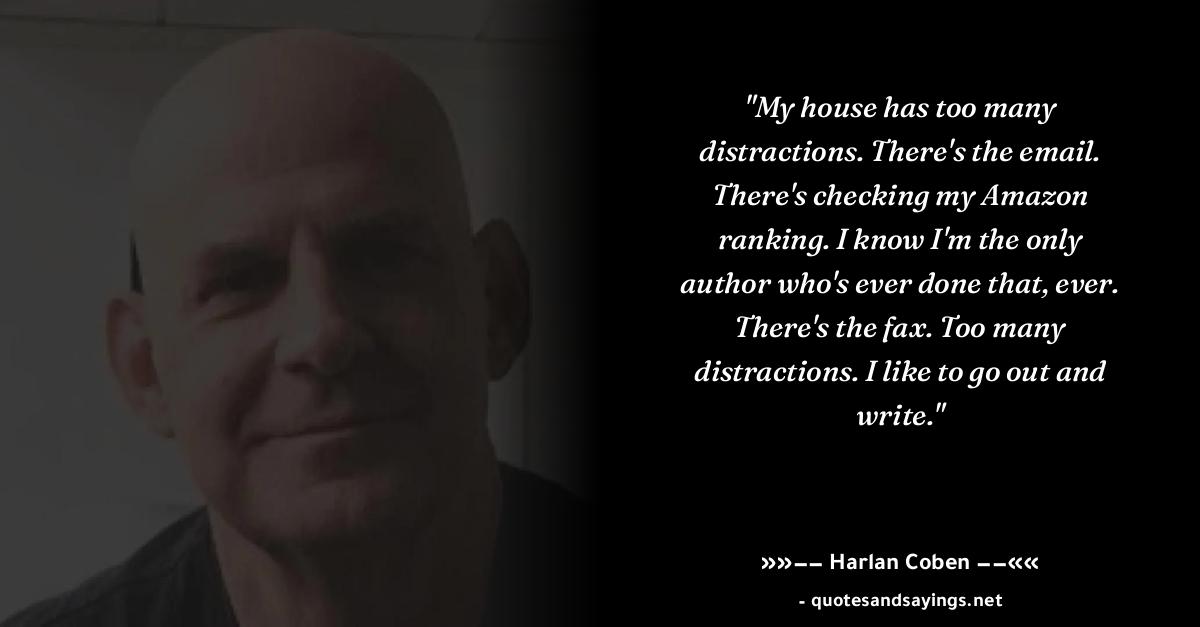 "My house has too many
distractions. There's the email.
There's checking my Amazon
ranking. I know I'm the only
author who's ever done that, ever.
There's the fax. Too many
distractions. I like to go out and
write."
»»−− Harlan Coben −−««
- quotesandsayings.net